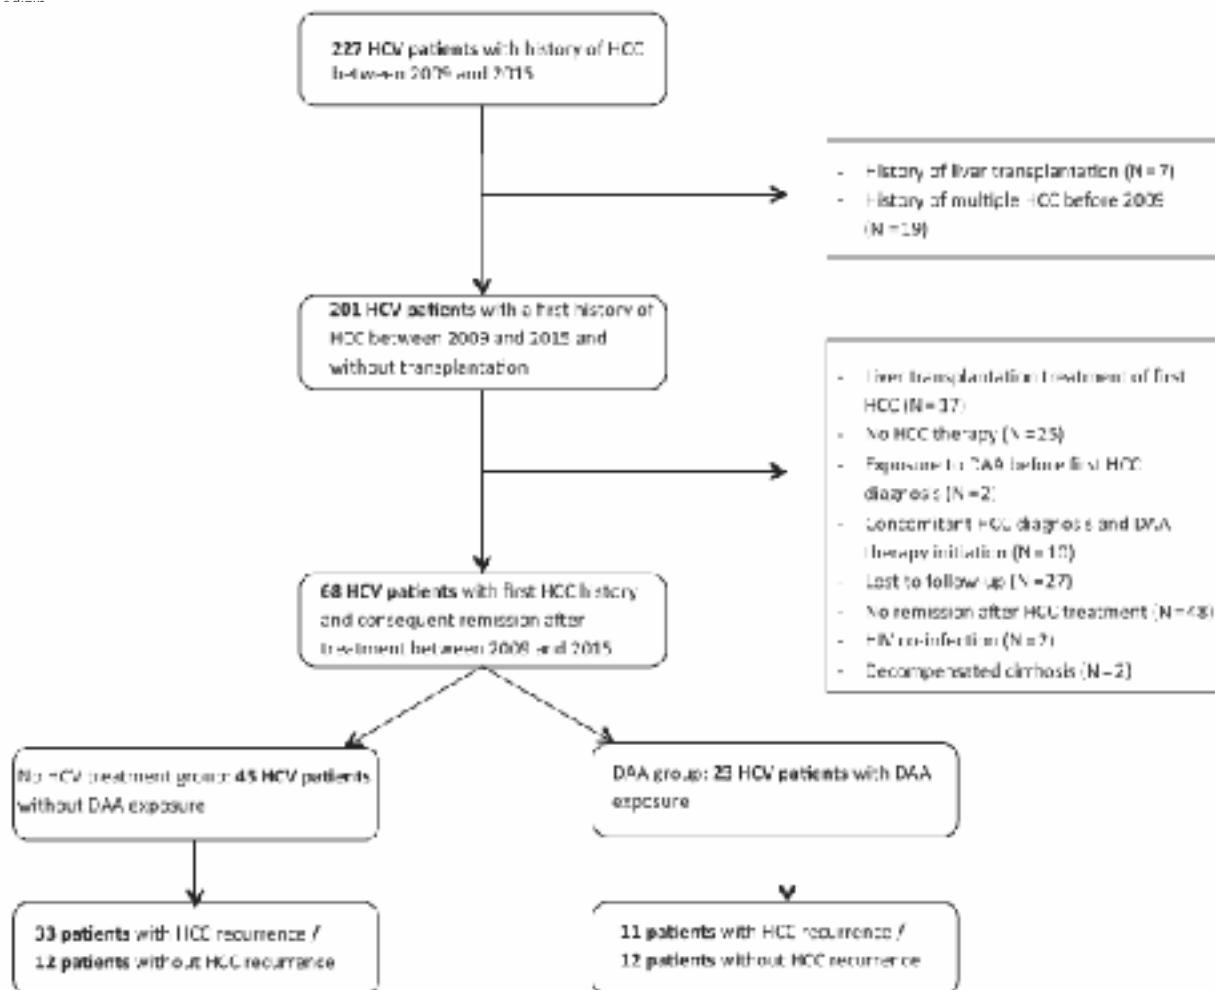 227 HCV patients with history of HCC
between 2009 and 2015
- History of liver transplantation (N=7)
- History of multiple HCC before 2009
(N=19)
201 HCV patients with a first history of
HCC between 2009 and 2015 and
without transplantation
- Liver transplantation treatment of first
HCC (N=17)
- No HCC therapy (N=25)
- Exposure to DAA before first HCC
diagnosis (N=2)
- Concomitant HCC diagnosis and DAA
therapy initiation (N=10)
- Lost to follow-up (N=27)
- No remission after HCC treatment (N=48)
- HIV co-infection (N=2)
- Decompensated cirrhosis (N=2)
68 HCV patients with first HCC history
and consequent remission after
treatment between 2009 and 2015
No HCV treatment group: 45 HCV patients
without DAA exposure
DAA group: 23 HCV patients with DAA
exposure
33 patients with HCC recurrence /
12 patients without HCC recurrence
11 patients with HCC recurrence /
12 patients without HCC recurrence